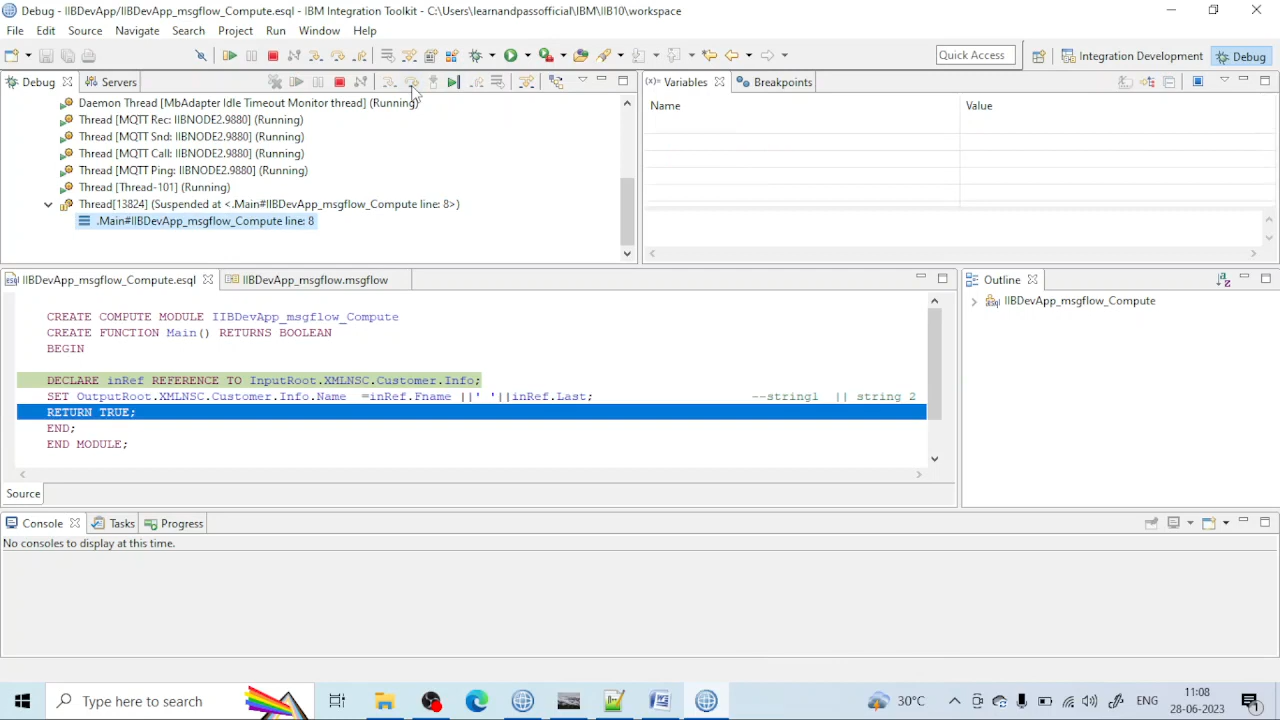 Debug - IIBDevApp/IIBDevApp_msgflow_Compute.esql - IBM Integration Toolkit - C:\Users\learnandpassofficial\IBM\IIB10\workspace
File Edit Source Navigate Search Project Run Window Help
Quick Access Integration Development Debug
Debug Servers
Daemon Thread [MbAdapter Idle Timeout Monitor thread] (Running)
Thread [MQTT Rec: IIBNODE2.9880] (Running)
Thread [MQTT Snd: IIBNODE2.9880] (Running)
Thread [MQTT Call: IIBNODE2.9880] (Running)
Thread [MQTT Ping: IIBNODE2.9880] (Running)
Thread [Thread-101] (Running)
Thread[13824] (Suspended at <.Main#IIBDevApp_msgflow_Compute line: 8>)
.Main#IIBDevApp_msgflow_Compute line: 8
(x)= Variables Breakpoints
Name Value
IIBDevApp_msgflow_Compute.esql IIBDevApp_msgflow.msgflow
CREATE COMPUTE MODULE IIBDevApp_msgflow_Compute
CREATE FUNCTION Main() RETURNS BOOLEAN
BEGIN
DECLARE inRef REFERENCE TO InputRoot.XMLNSC.Customer.Info;
SET OutputRoot.XMLNSC.Customer.Info.Name =inRef.Fname ||' '||inRef.Last; --string1 || string 2
RETURN TRUE;
END;
END MODULE;
Source
Outline
IIBDevApp_msgflow_Compute
Console Tasks Progress
No consoles to display at this time.
Type here to search
30°C ENG 11:08
28-06-2023